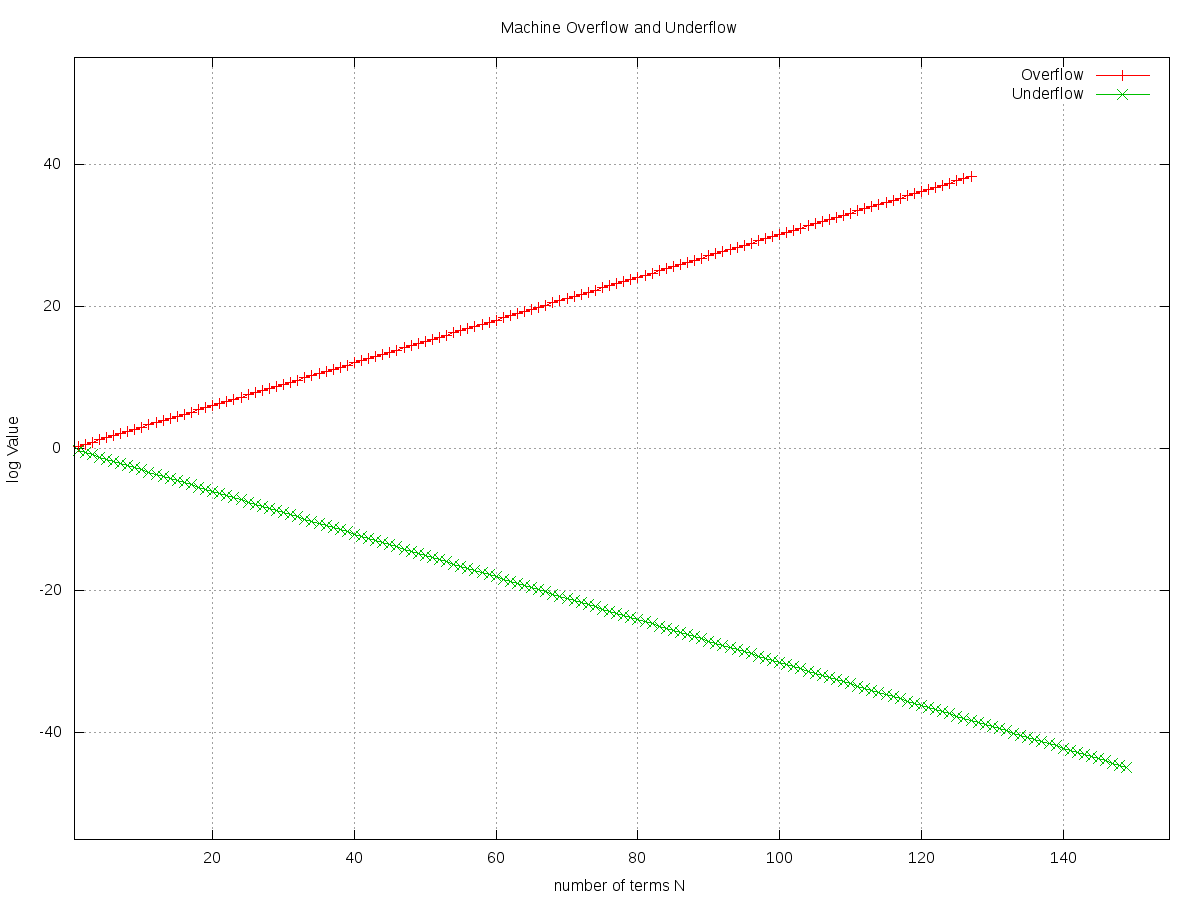 Machine Overflow and Underflow
Overflow
Underflow
40
20
0
-20
-40
log Value
20 40 60 80 100 120 140
number of terms N